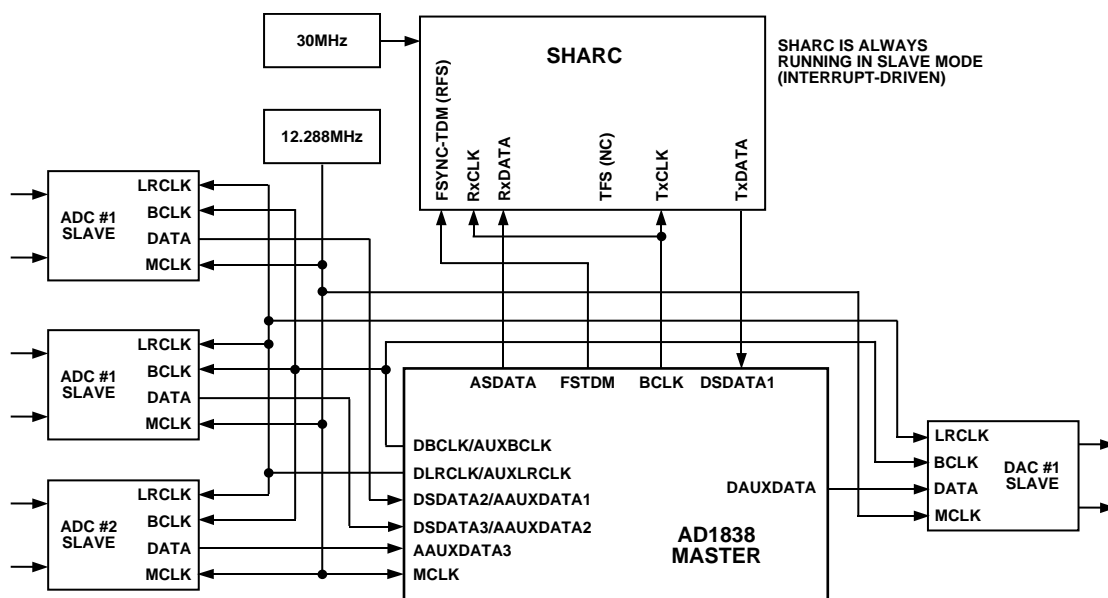 30MHz
SHARC
SHARC IS ALWAYS
RUNNING IN SLAVE MODE
(INTERRUPT-DRIVEN)
12.288MHz
FSYNC-TDM (RFS)
RxCLK
RxDATA
TFS (NC)
TxCLK
TxDATA
ADC #1
SLAVE
LRCLK
BCLK
DATA
MCLK
ADC #1
SLAVE
LRCLK
BCLK
DATA
MCLK
ADC #2
SLAVE
LRCLK
BCLK
DATA
MCLK
ASDATA FSTDM BCLK DSDATA1
DBCLK/AUXBCLK
DLRCLK/AUXLRCLK
DSDATA2/AAUXDATA1
DSDATA3/AAUXDATA2
AAUXDATA3
MCLK
DAUXDATA
AD1838
MASTER
LRCLK
BCLK
DATA
MCLK
DAC #1
SLAVE